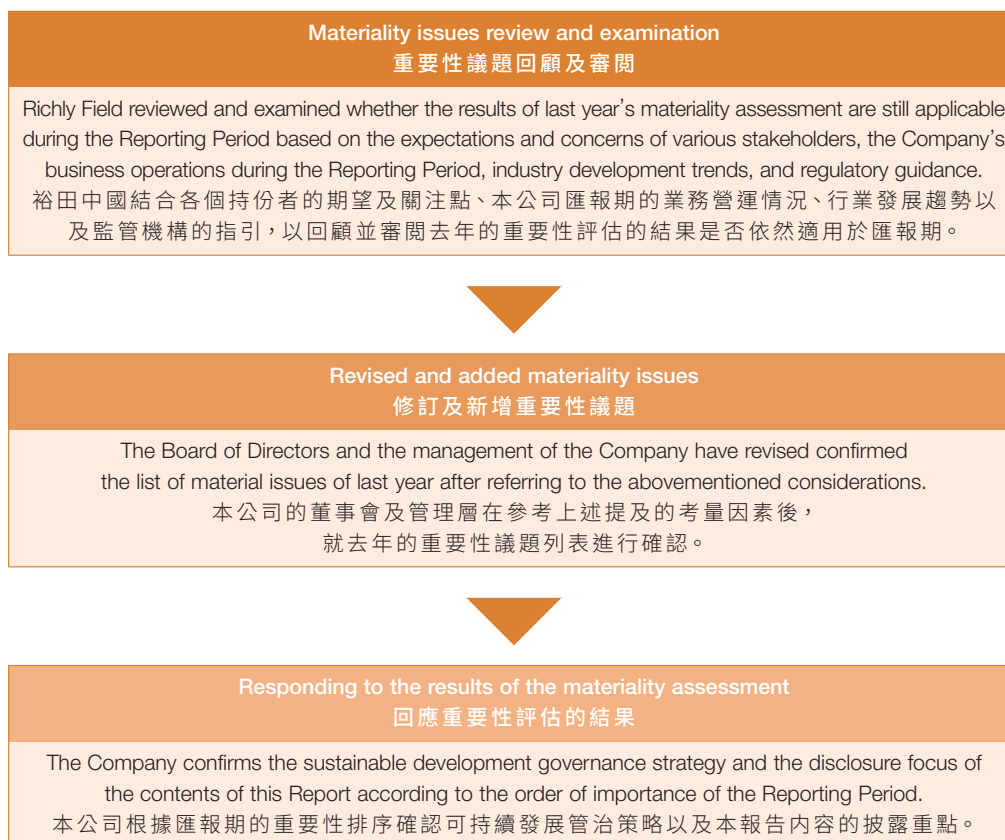 Materiality issues review and examination
重要性議題回顧及審閲
Richly Field reviewed and examined whether the results of last year's materiality assessment are still applicable
during the Reporting Period based on the expectations and concerns of various stakeholders, the Company's
business operations during the Reporting Period, industry development trends, and regulatory guidance.
裕田中國結合各個持份者的期望及關注點、本公司匯報期的業務營運情況、行業發展趨勢以
及監管機構的指引，以回顧並審閲去年的重要性評估的結果是否依然適用於匯報期。
Revised and added materiality issues
修訂及新增重要性議題
The Board of Directors and the management of the Company have revised confirmed
the list of material issues of last year after referring to the abovementioned considerations.
本公司的董事會及管理層在參考上述提及的考量因素後，
就去年的重要性議題列表進行確認。
Responding to the results of the materiality assessment
回應重要性評估的結果
The Company confirms the sustainable development governance strategy and the disclosure focus of
the contents of this Report according to the order of importance of the Reporting Period.
本公司根據匯報期的重要性排序確認可持續發展管治策略以及本報告內容的披露重點。